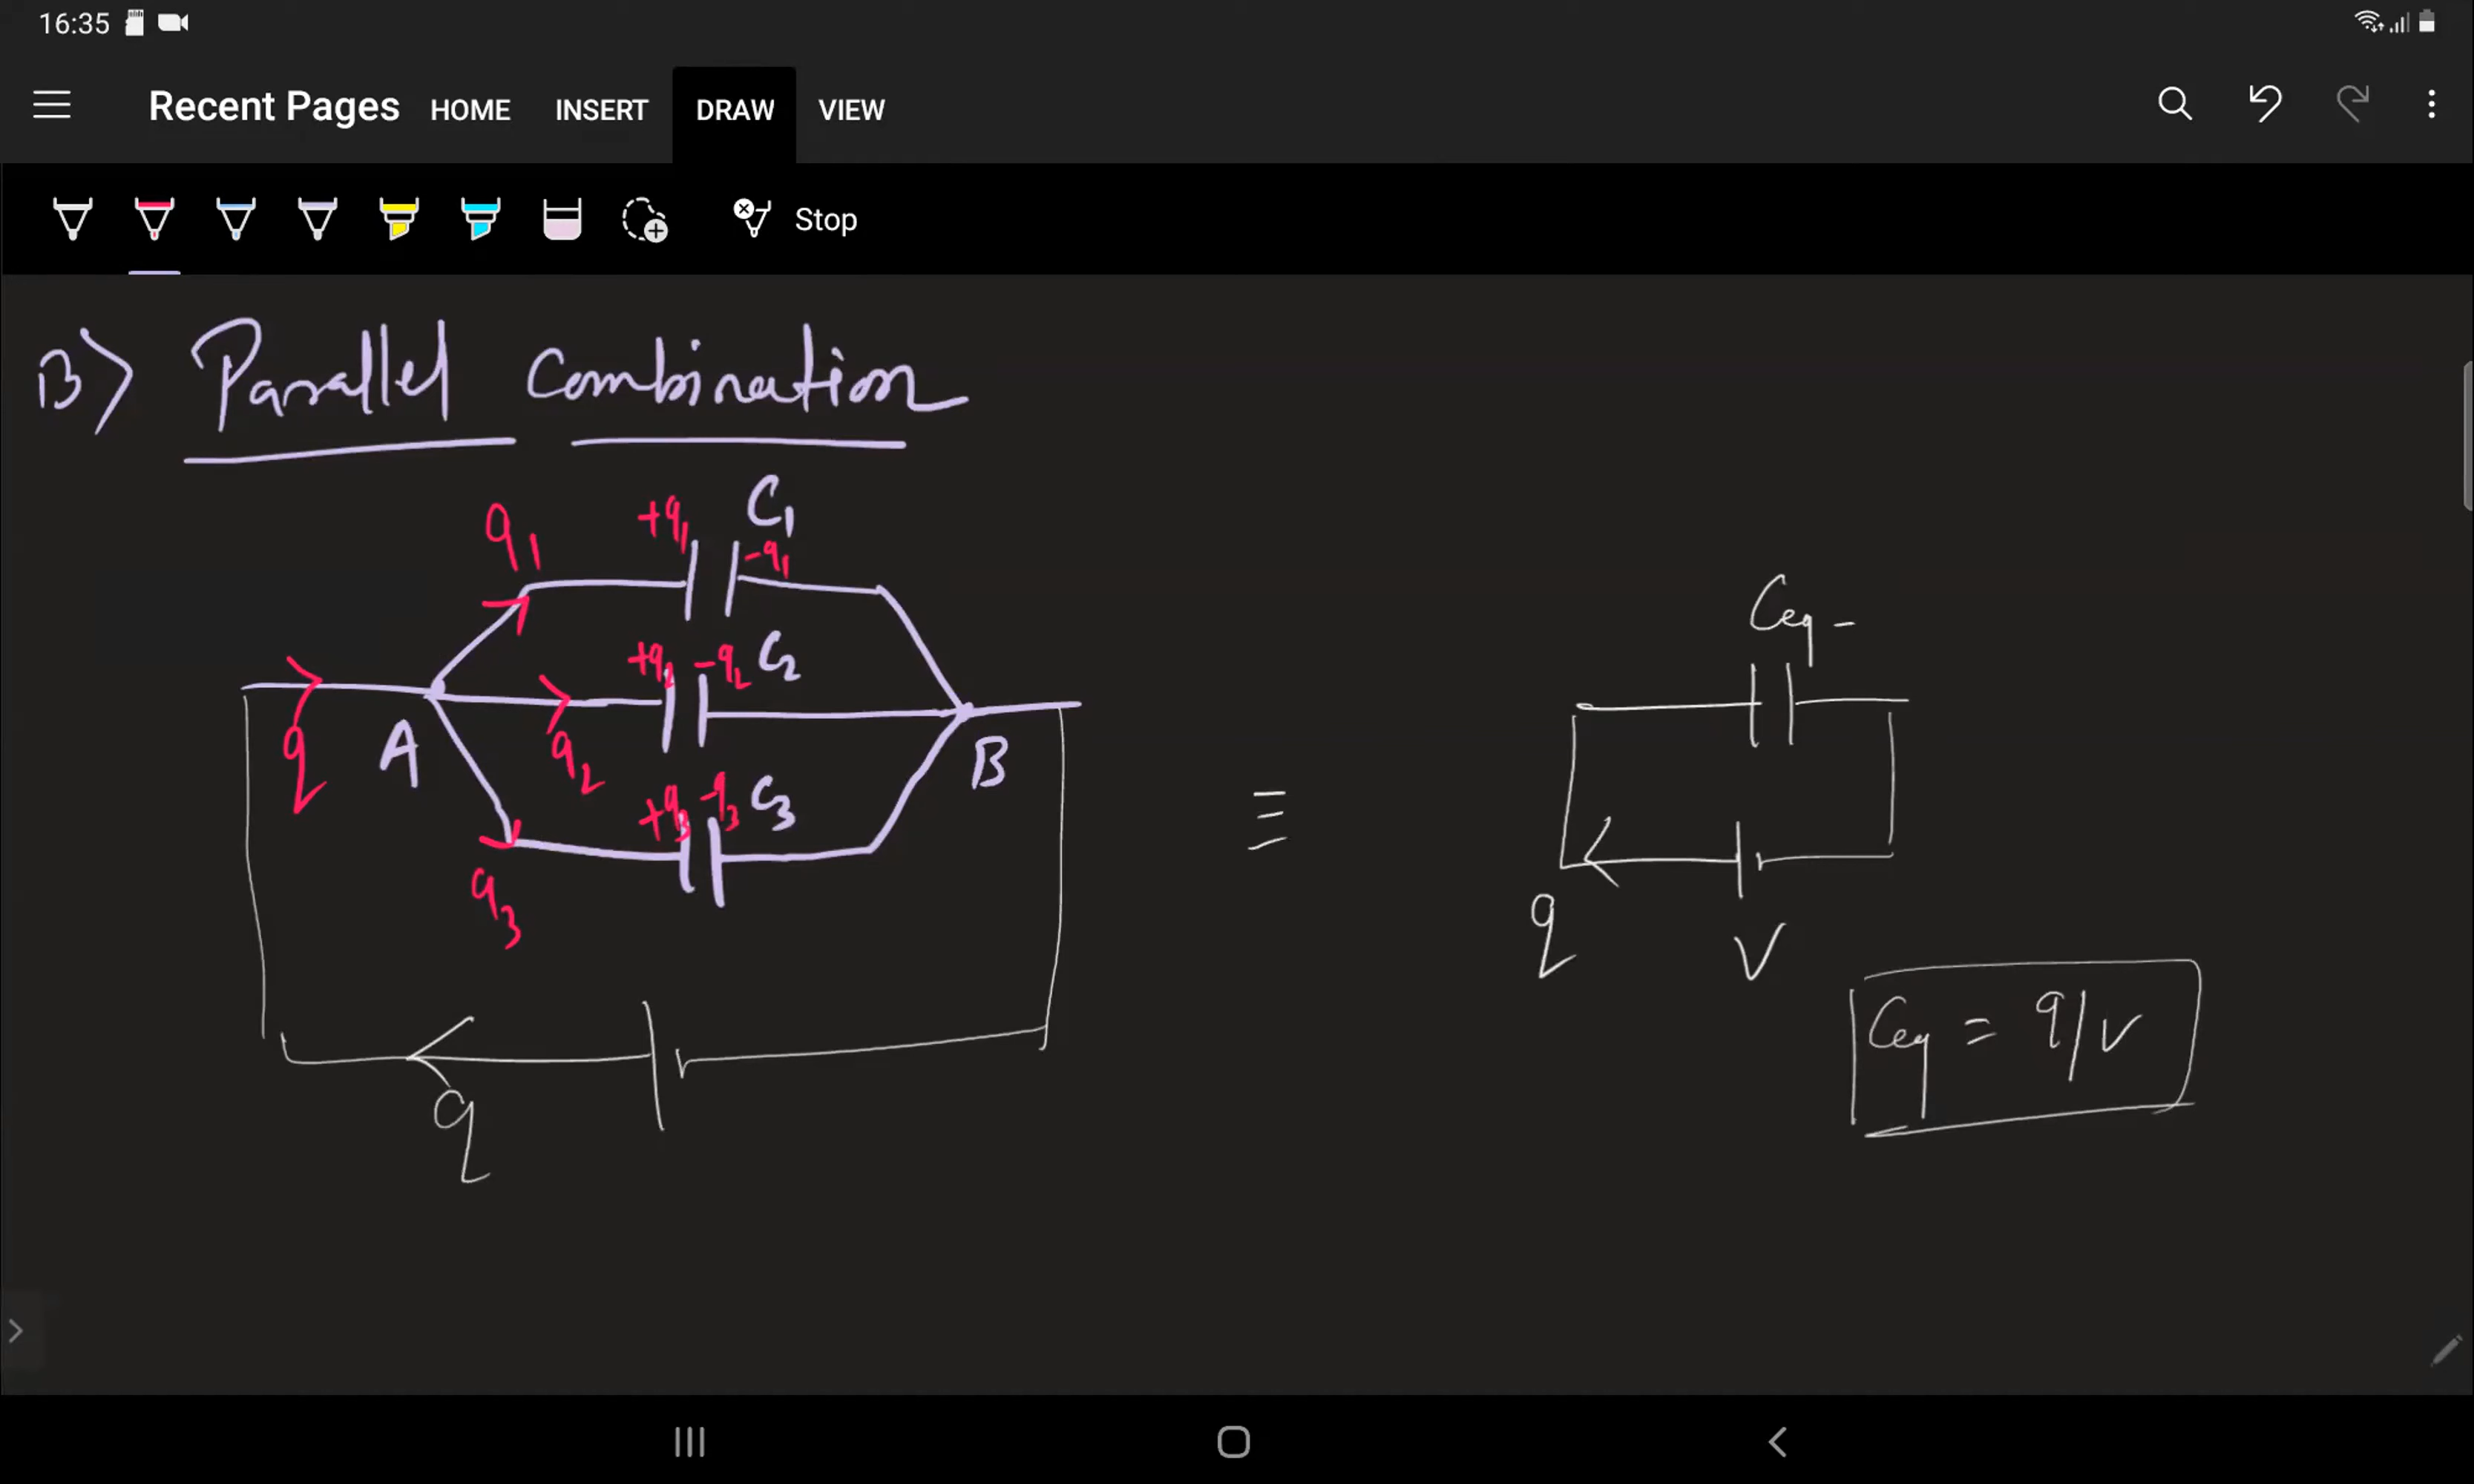 16:35
Recent Pages HOME INSERT DRAW VIEW
Stop
B) Parallel Combination
q1 +q1 C1
-q1
+q2 -q2 C2
q A q2 B
+q3 -q3 C3
q3
q
≡
Ceq -
q V
Ceq = q/v